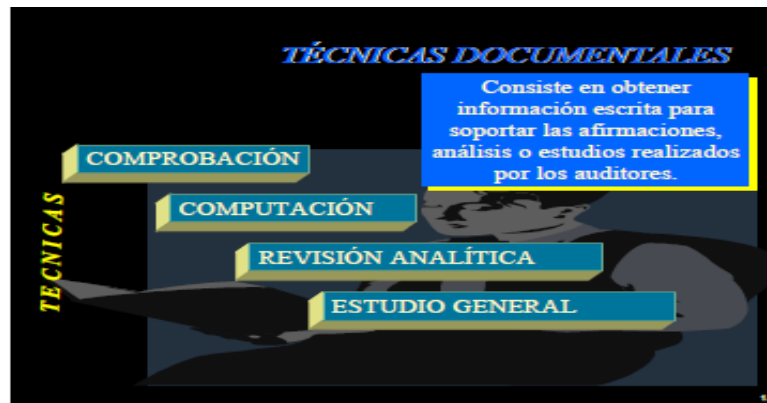 TÉCNICAS DOCUMENTALES
Consiste en obtener
información escrita para
soportar las afirmaciones,
análisis o estudios realizados
por los auditores.
COMPROBACIÓN
COMPUTACIÓN
REVISIÓN ANALÍTICA
ESTUDIO GENERAL
TECNICAS